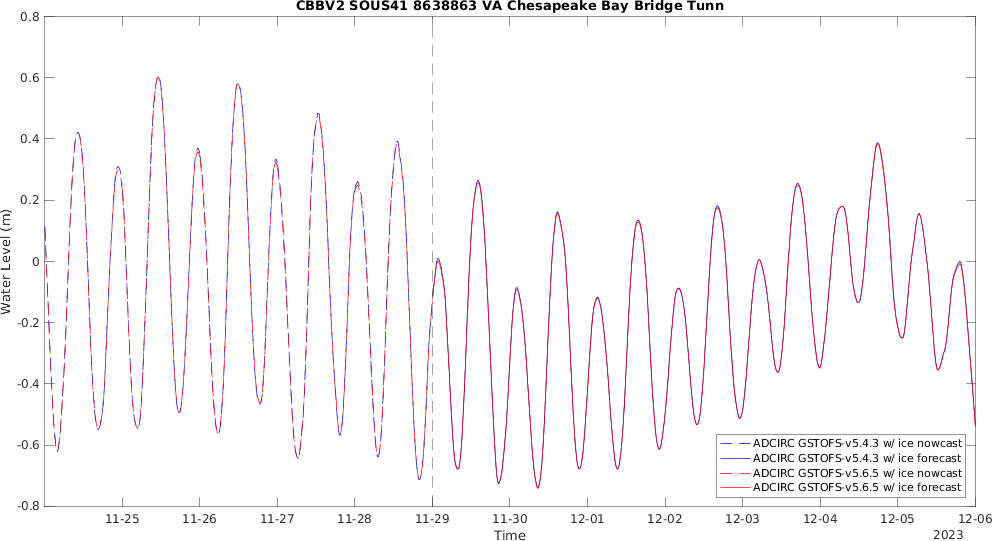 CBBV2 SOUS41 8638863 VA Chesapeake Bay Bridge Tunn
0.8
0.6
0.4
0.2
0
-0.2
-0.4
-0.6
-0.8
Water Level (m)
ADCIRC GSTOFS-v5.4.3 w/ ice nowcast
ADCIRC GSTOFS-v5.4.3 w/ ice forecast
ADCIRC GSTOFS-v5.6.5 w/ ice nowcast
ADCIRC GSTOFS-v5.6.5 w/ ice forecast
11-25 11-26 11-27 11-28 11-29 11-30 12-01 12-02 12-03 12-04 12-05 12-06
Time
2023